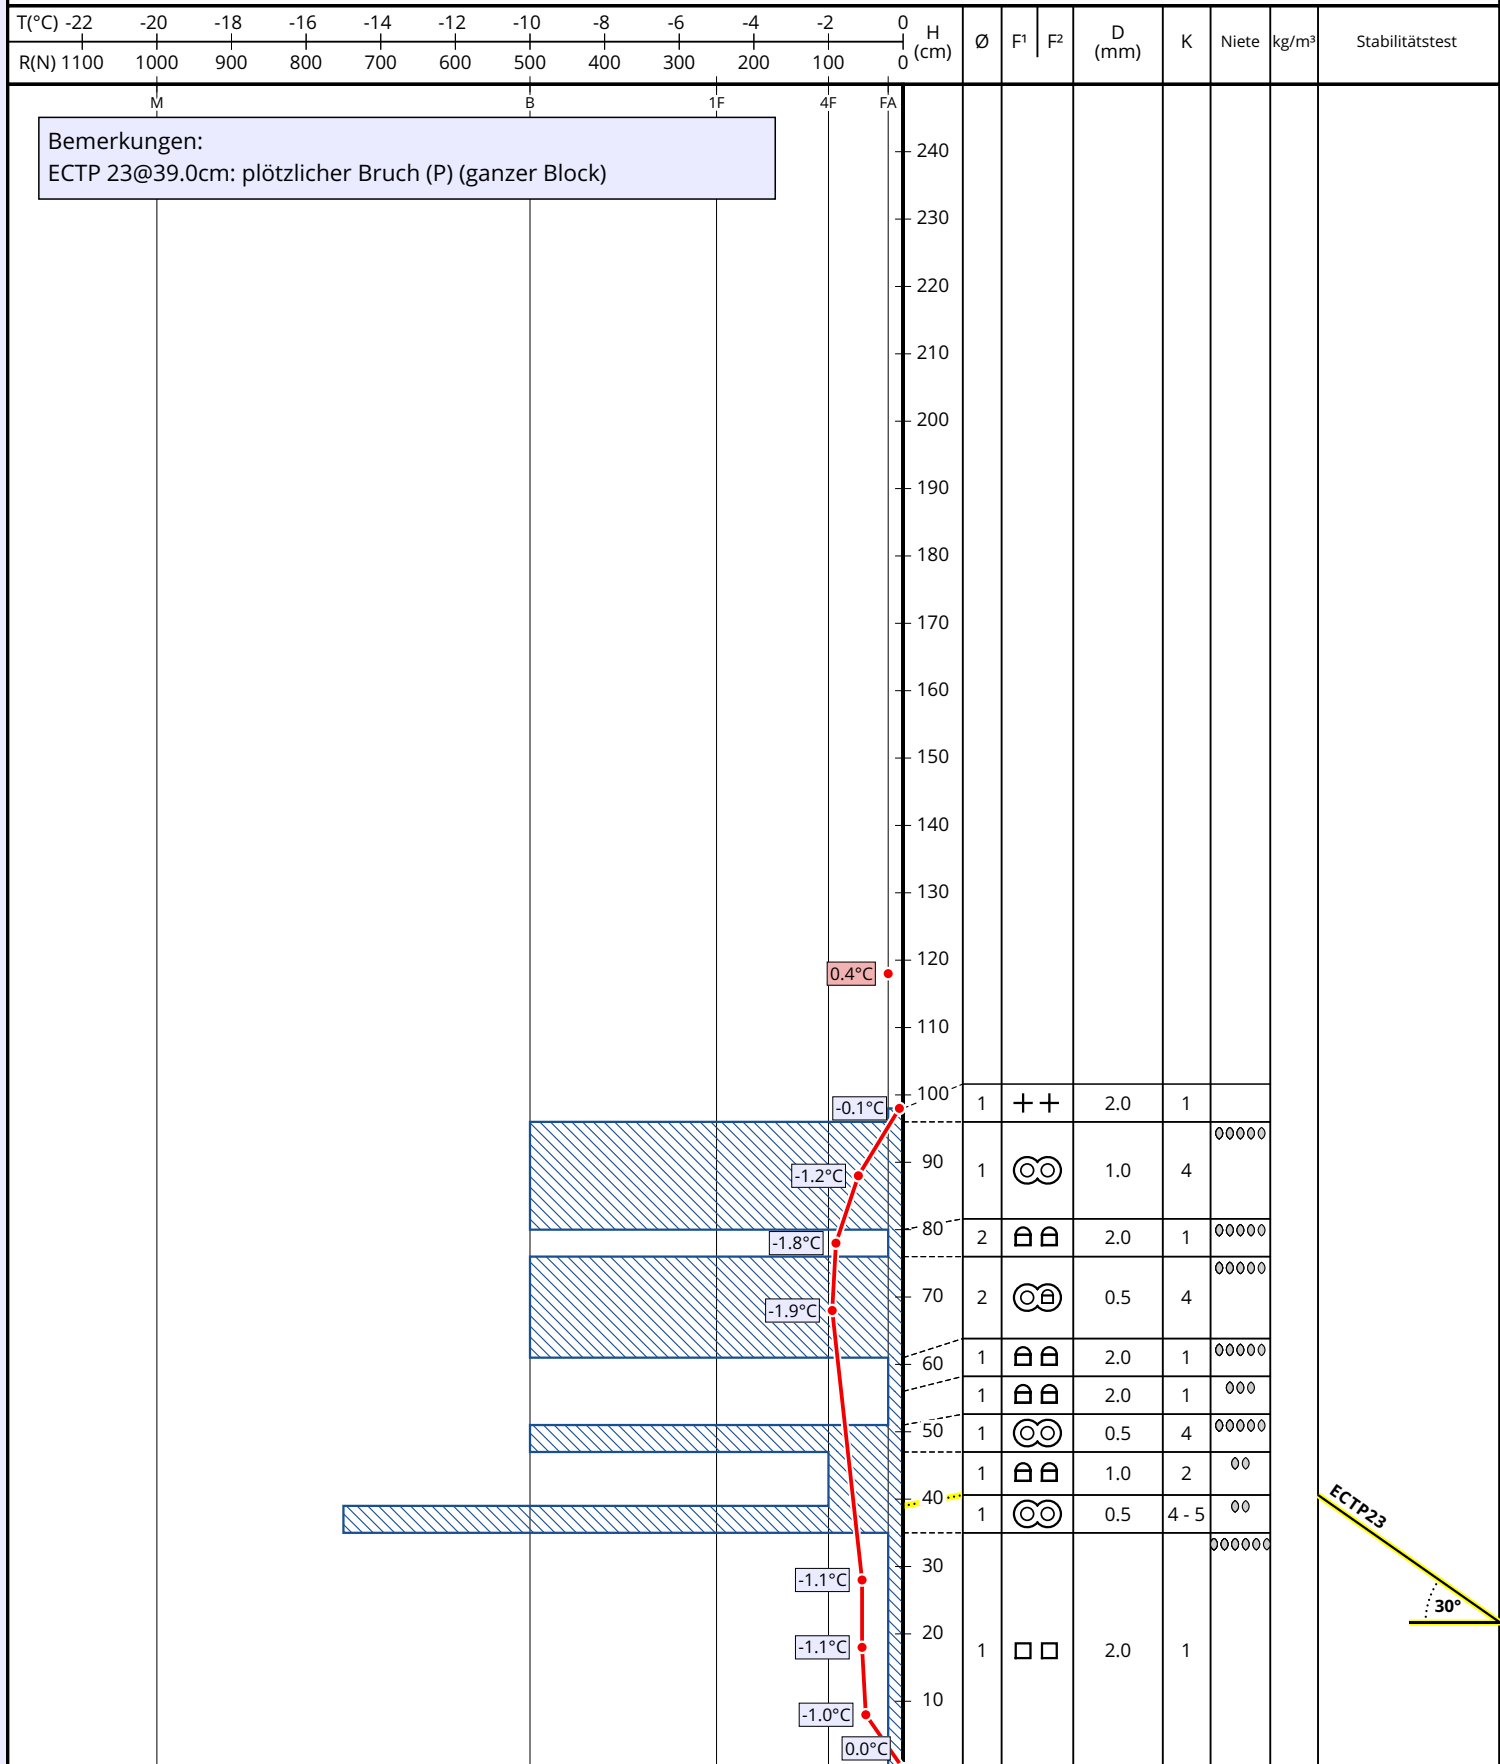 T(°C) -22 -20 -18 -16 -14 -12 -10 -8 -6 -4 -2 0
R(N) 1100 1000 900 800 700 600 500 400 300 200 100 0
H (cm) Ø F¹ F² D (mm) K Niete kg/m³ Stabilitätstest
M B 1F 4F FA
Bemerkungen:
ECTP 23@39.0cm: plötzlicher Bruch (P) (ganzer Block)
240
230
220
210
200
190
180
170
160
150
140
130
120
0.4°C
110
100
-0.1°C 1 2.0 1
90
-1.2°C 1 1.0 4
80
-1.8°C 2 2.0 1
70
-1.9°C 2 0.5 4
60 1 2.0 1
1 2.0 1
50 1 0.5 4
1 1.0 2
40
1 0.5 4 - 5
ECTP23
30
-1.1°C
30°
20
-1.1°C 1 2.0 1
10
-1.0°C
0.0°C